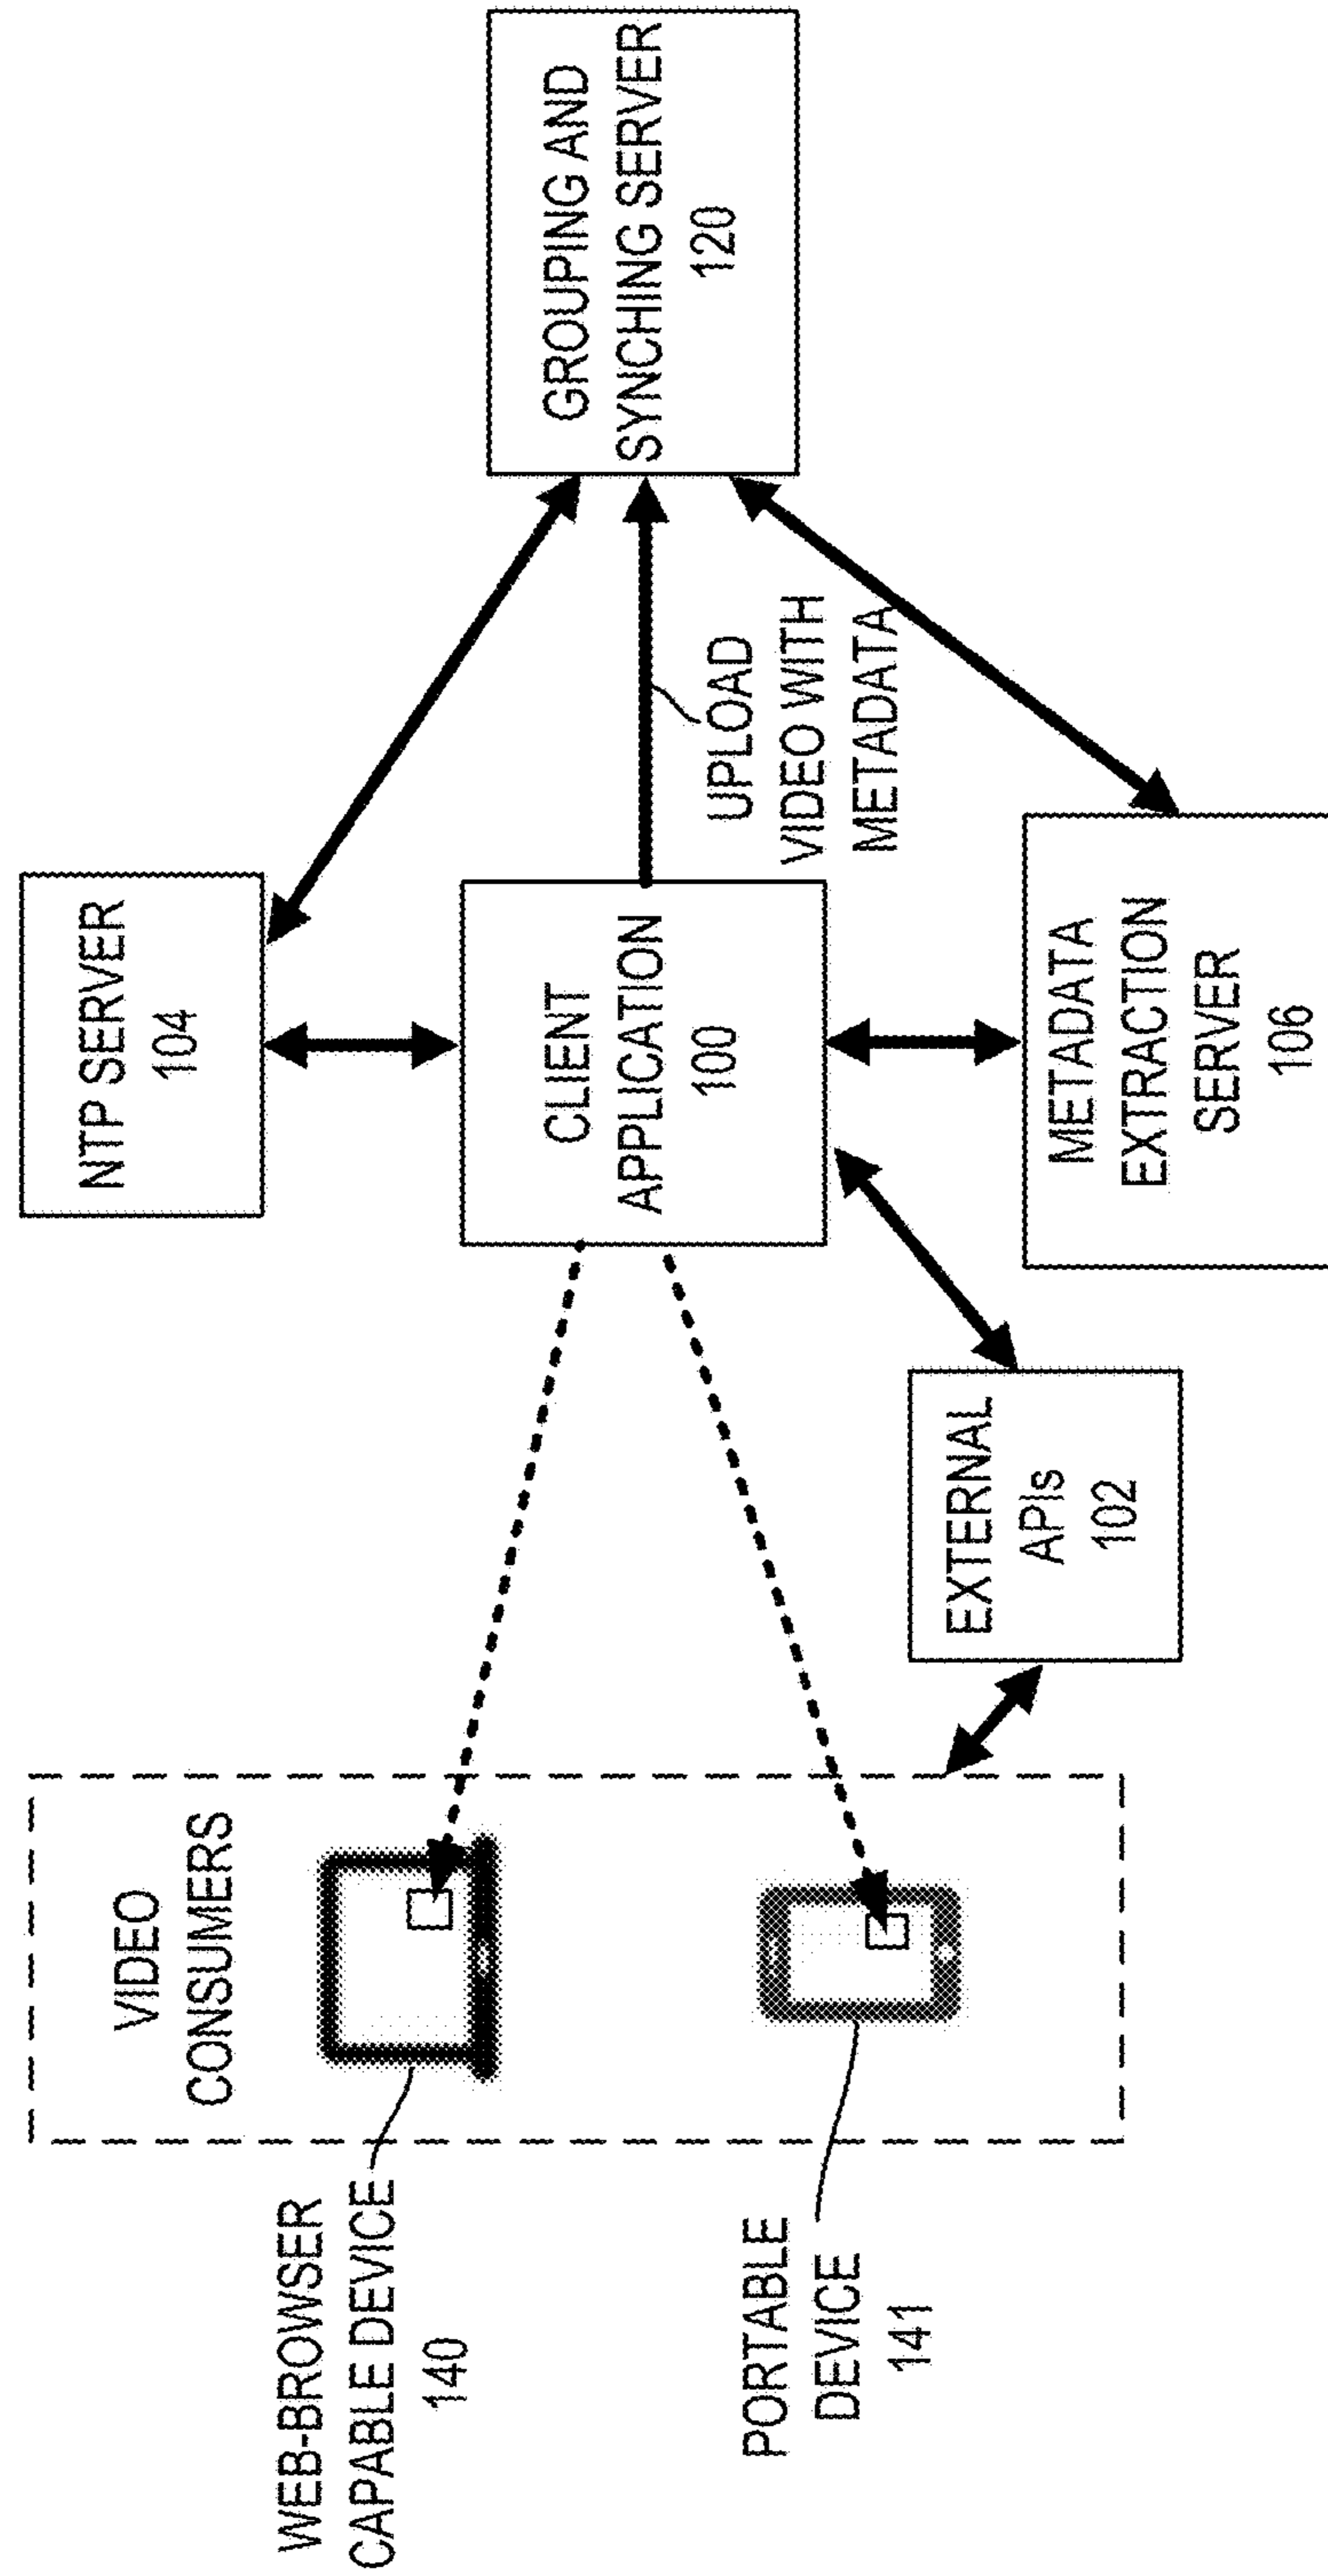 VIDEO
CONSUMERS
WEB-BROWSER
CAPABLE DEVICE
140
PORTABLE
DEVICE
141
EXTERNAL
APIs
102
NTP SERVER
104
CLIENT
APPLICATION
100
METADATA
EXTRACTION
SERVER
106
UPLOAD
VIDEO WITH
METADATA
GROUPING AND
SYNCHING SERVER
120